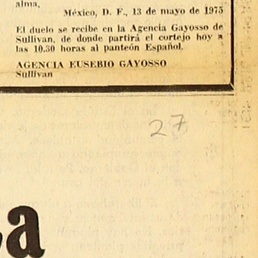 alma,
México, D. F., 13 de mayo de 1975
El duelo se recibe en la Agencia Gayosso de
Sullivan, de donde partirá el cortejo hoy a
las 10.30 horas al panteón Español.
AGENCIA EUSEBIO GAYOSSO
Sullivan
27
a